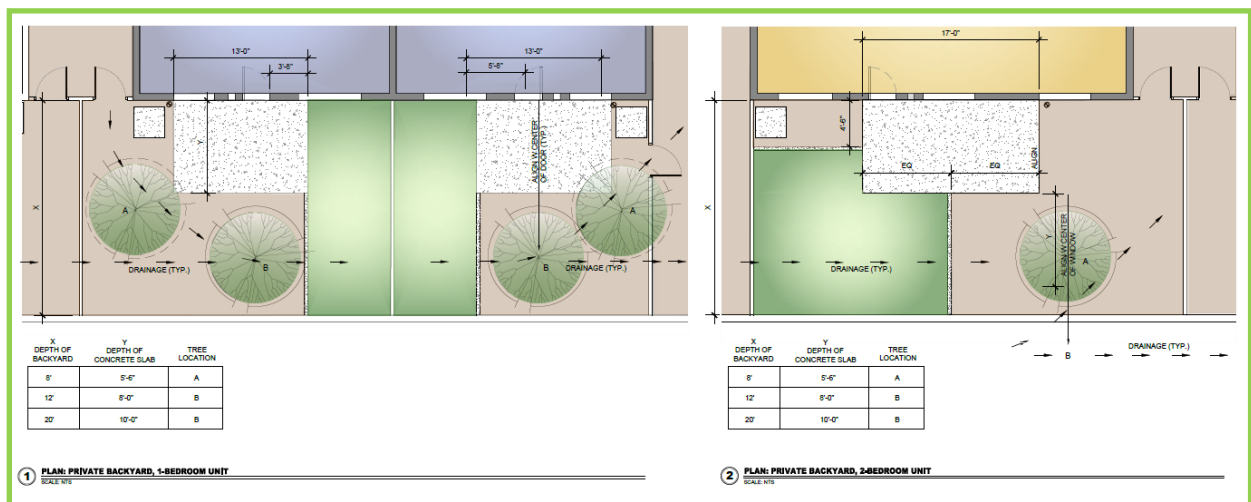 13'-0"
13'-0"
3'-8"
5'-8"
Y
X
ALIGN W. CENTER
OF DOOR (TYP.)
A
A
B
B
DRAINAGE (TYP.)
DRAINAGE (TYP.)
X
DEPTH OF
BACKYARD
Y
DEPTH OF
CONCRETE SLAB
TREE
LOCATION
8' 5'-6" A
12' 8'-0" B
20' 10'-0" B
1
PLAN: PRIVATE BACKYARD, 1-BEDROOM UNIT
SCALE: NTS
17'-0"
4'-6"
EQ
EQ
ALIGN
X
Y
ALIGN W. CENTER
OF WINDOW
A
DRAINAGE (TYP.)
DRAINAGE (TYP.)
B
X
DEPTH OF
BACKYARD
Y
DEPTH OF
CONCRETE SLAB
TREE
LOCATION
8' 5'-6" A
12' 8'-0" B
20' 10'-0" B
2
PLAN: PRIVATE BACKYARD, 2-BEDROOM UNIT
SCALE: NTS